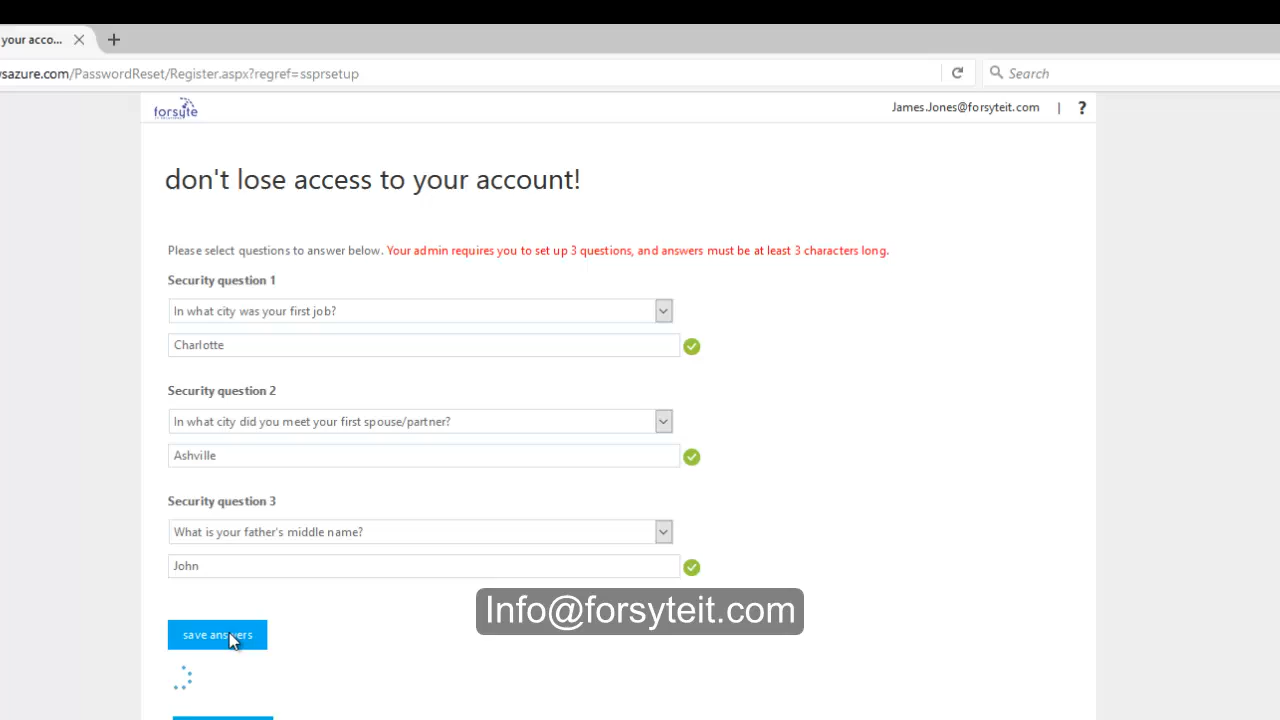 your acco...
sazure.com/PasswordReset/Register.aspx?regref=ssprsetup
Search
forsyte
James.Jones@forsyteit.com | ?
don't lose access to your account!
Please select questions to answer below. Your admin requires you to set up 3 questions, and answers must be at least 3 characters long.
Security question 1
In what city was your first job?
Charlotte
Security question 2
In what city did you meet your first spouse/partner?
Ashville
Security question 3
What is your father's middle name?
John
Info@forsyteit.com
save answers